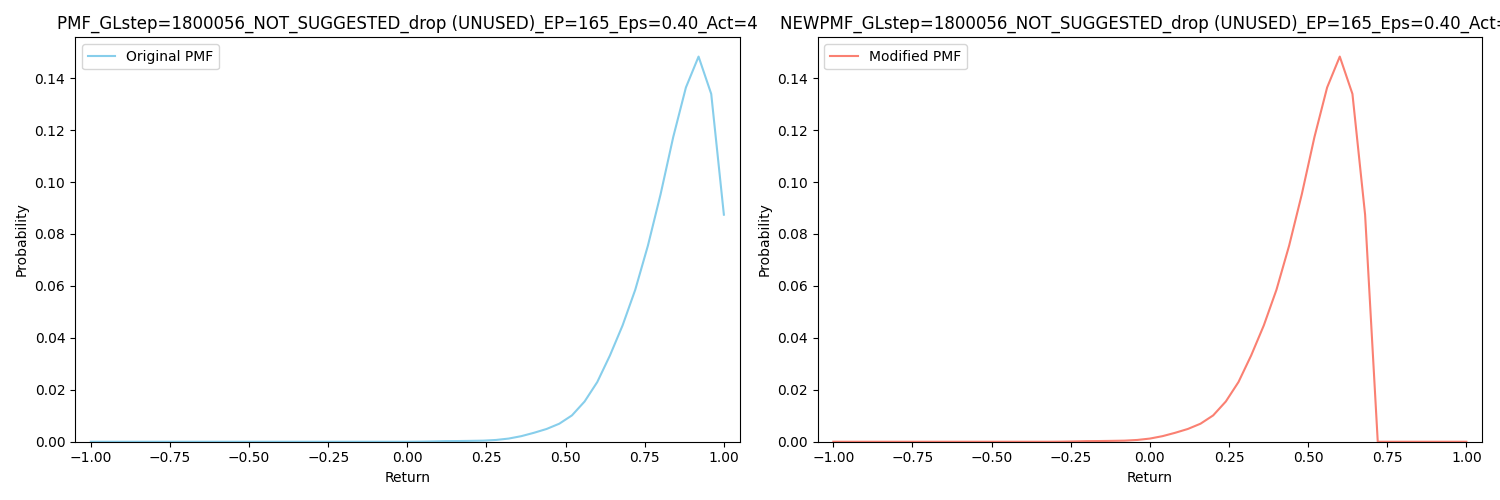 PMF_GLstep=1800056_NOT_SUGGESTED_drop (UNUSED)_EP=165_Eps=0.40_Act=4
Original PMF
0.14
0.12
0.10
0.08
0.06
0.04
0.02
0.00
Probability
−1.00 −0.75 −0.50 −0.25 0.00 0.25 0.50 0.75 1.00
Return
NEWPMF_GLstep=1800056_NOT_SUGGESTED_drop (UNUSED)_EP=165_Eps=0.40_Act=
Modified PMF
0.14
0.12
0.10
0.08
0.06
0.04
0.02
0.00
Probability
−1.00 −0.75 −0.50 −0.25 0.00 0.25 0.50 0.75 1.00
Return